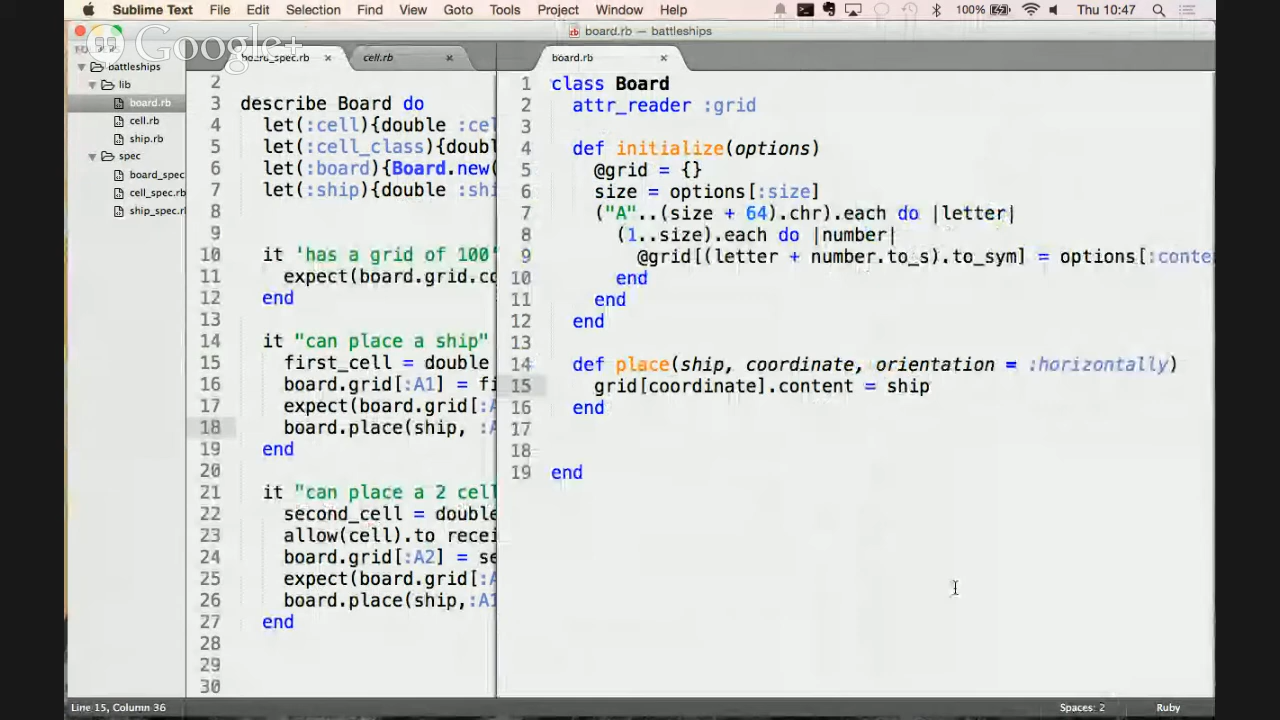 Sublime Text File Edit Selection Find View Goto Tools Project Window Help 100% Thu 10:47
board.rb — battleships
Google+
battleships
lib
board.rb
cell.rb
ship.rb
spec
board_spec
cell_spec.rb
ship_spec.rb
board_spec.rb × cell.rb ×
2
3 describe Board do
4 let(:cell){double :cel
5 let(:cell_class){doubl
6 let(:board){Board.new(
7 let(:ship){double :shi
8
9
10 it 'has a grid of 100'
11 expect(board.grid.co
12 end
13
14 it "can place a ship"
15 first_cell = double
16 board.grid[:A1] = fi
17 expect(board.grid[:A
18 board.place(ship, :A
19 end
20
21 it "can place a 2 cell
22 second_cell = double
23 allow(cell).to recei
24 board.grid[:A2] = se
25 expect(board.grid[:A
26 board.place(ship,:A1
27 end
28
29
30
board.rb ×
1 class Board
2 attr_reader :grid
3
4 def initialize(options)
5 @grid = {}
6 size = options[:size]
7 ("A"..(size + 64).chr).each do |letter|
8 (1..size).each do |number|
9 @grid[(letter + number.to_s).to_sym] = options[:conte
10 end
11 end
12 end
13
14 def place(ship, coordinate, orientation = :horizontally)
15 grid[coordinate].content = ship
16 end
17
18
19 end
Line 15, Column 36 Spaces: 2 Ruby